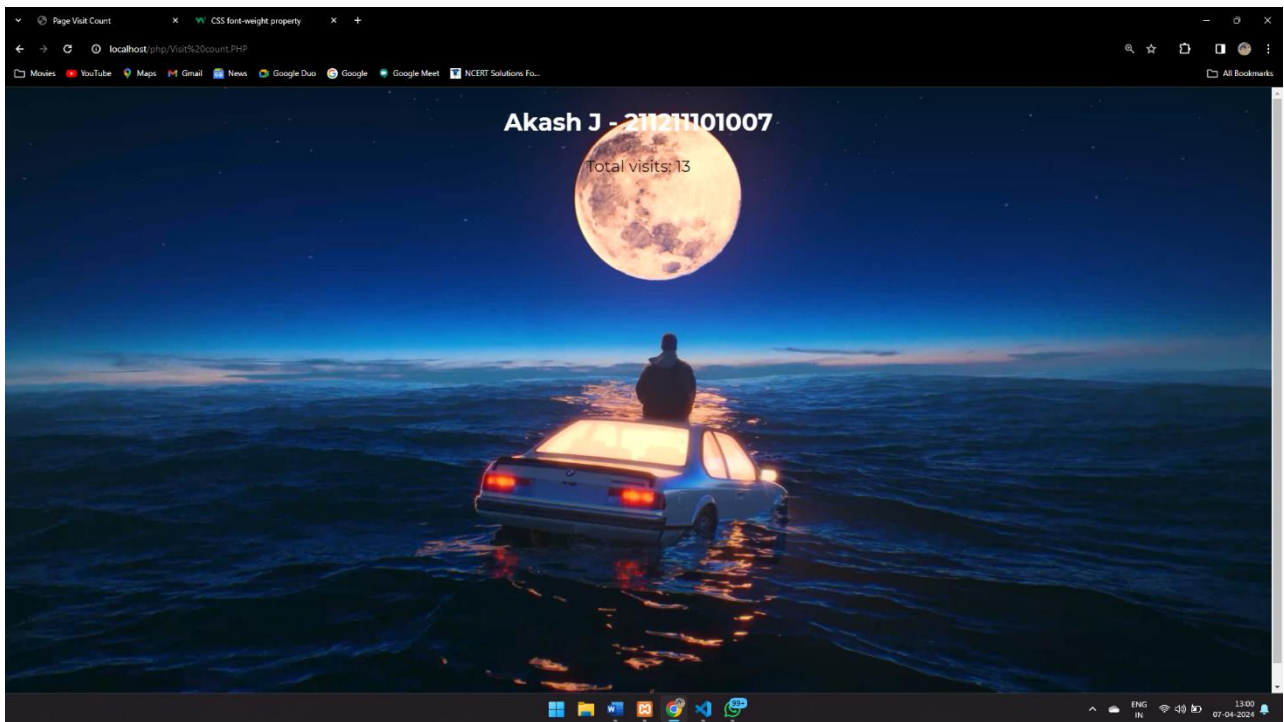 Page Visit Count
CSS font-weight property
localhost/php/Visit%20count.PHP
Movies YouTube Maps Gmail News Google Duo Google Google Meet NCERT Solutions Fo... All Bookmarks
Akash J - 211211101007
Total visits: 13
99+
ENG
IN
13:00
07-04-2024